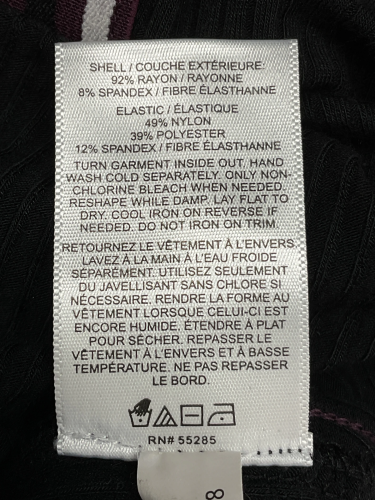 SHELL / COUCHE EXTÉRIEURE:
92% RAYON / RAYONNE
8% SPANDEX / FIBRE ÉLASTHANNE
ELASTIC / ÉLASTIQUE
49% NYLON
39% POLYESTER
12% SPANDEX / FIBRE ÉLASTHANNE
TURN GARMENT INSIDE OUT, HAND
WASH COLD SEPARATELY. ONLY NON-
CHLORINE BLEACH WHEN NEEDED.
RESHAPE WHILE DAMP. LAY FLAT TO
DRY. COOL IRON ON REVERSE IF
NEEDED. DO NOT IRON ON TRIM.
RETOURNEZ LE VÊTEMENT À L'ENVERS
LAVEZ À LA MAIN À L'EAU FROIDE
SÉPARÉMENT. UTILISEZ SEULEMENT
DU JAVELLISANT SANS CHLORE SI
NÉCESSAIRE. RENDRE LA FORME AU
VÊTEMENT LORSQUE CELUI-CI EST
ENCORE HUMIDE, ÉTENDRE À PLAT
POUR SÉCHER. REPASSER LE
VÊTEMENT À L'ENVERS ET À BASSE
TEMPÉRATURE. NE PAS REPASSER
LE BORD.
RN# 55285
8